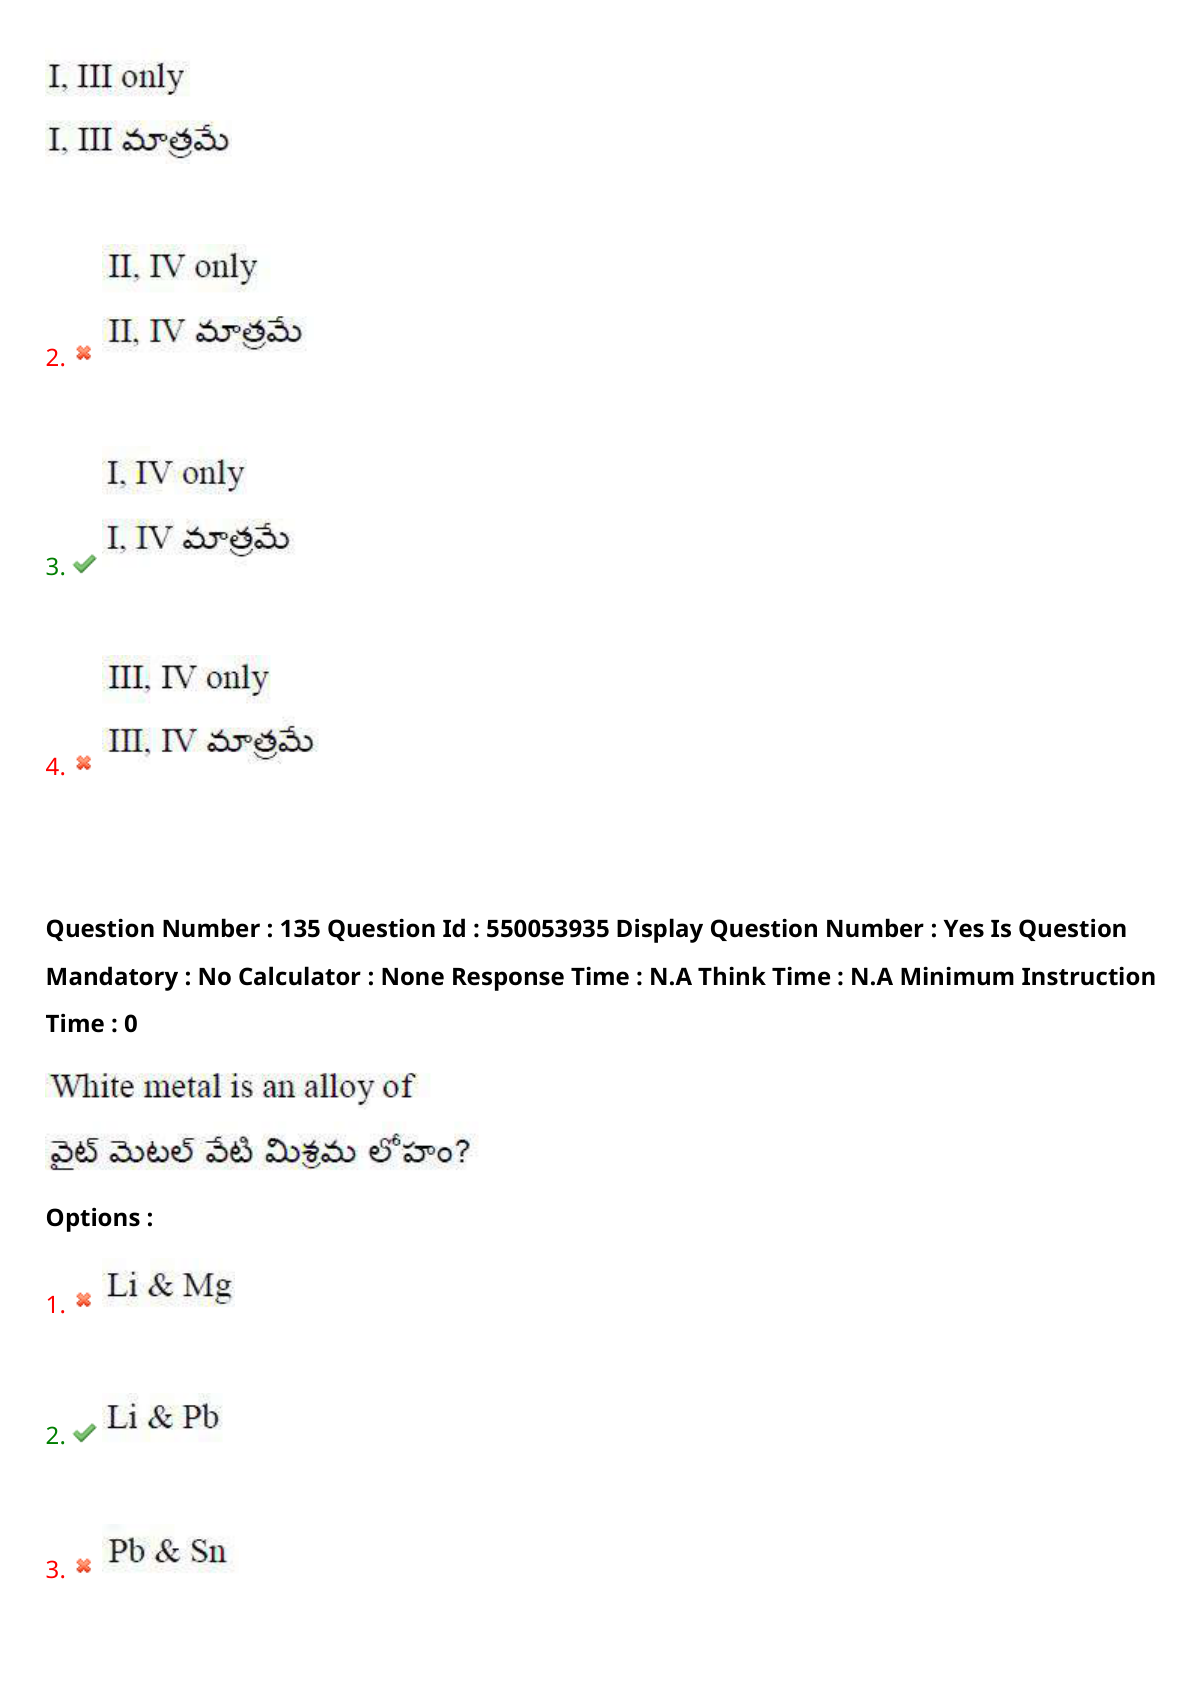 I, III only
I, III మాత్రమే
II, IV only
II, IV మాత్రమే
2.
I, IV only
I, IV మాత్రమే
3.
III, IV only
III, IV మాత్రమే
4.
Question Number : 135 Question Id : 550053935 Display Question Number : Yes Is Question
Mandatory : No Calculator : None Response Time : N.A Think Time : N.A Minimum Instruction
Time : 0
White metal is an alloy of
వైట్ మెటల్ వేటి మిశ్రమ లోహం?
Options :
1. Li & Mg
2. Li & Pb
3. Pb & Sn